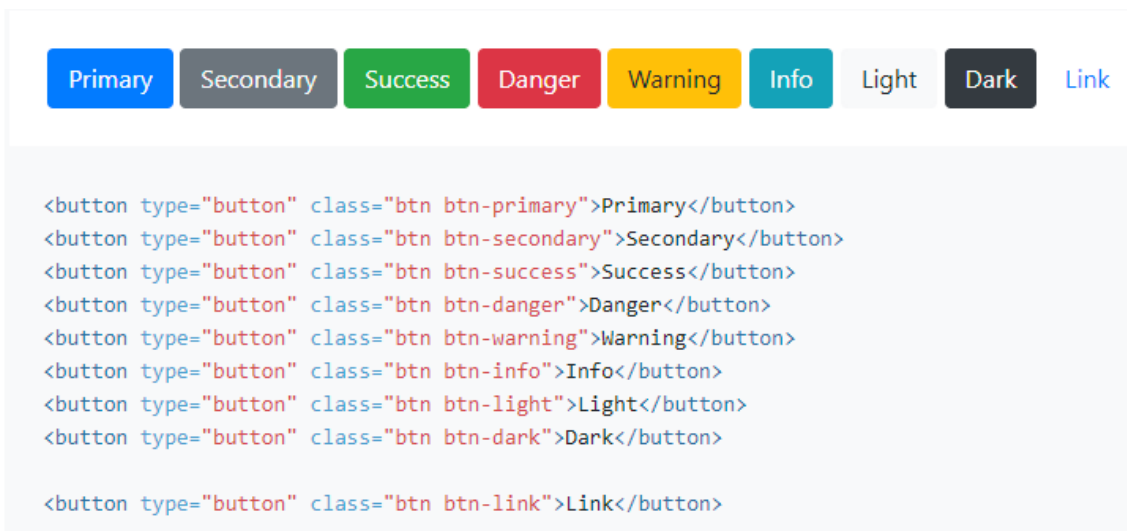 Primary Secondary Success Danger Warning Info Light Dark Link
<button type="button" class="btn btn-primary">Primary</button>
<button type="button" class="btn btn-secondary">Secondary</button>
<button type="button" class="btn btn-success">Success</button>
<button type="button" class="btn btn-danger">Danger</button>
<button type="button" class="btn btn-warning">Warning</button>
<button type="button" class="btn btn-info">Info</button>
<button type="button" class="btn btn-light">Light</button>
<button type="button" class="btn btn-dark">Dark</button>
<button type="button" class="btn btn-link">Link</button>